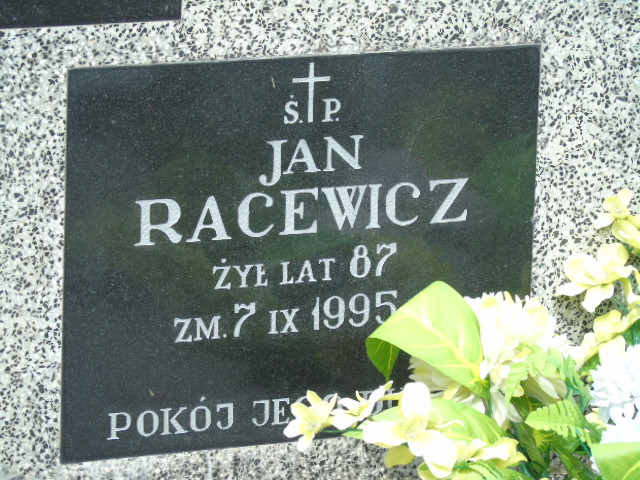 Ś. P.
JAN
RACEWICZ
ŻYŁ LAT 87
ZM. 7 IX 1995
POKÓJ